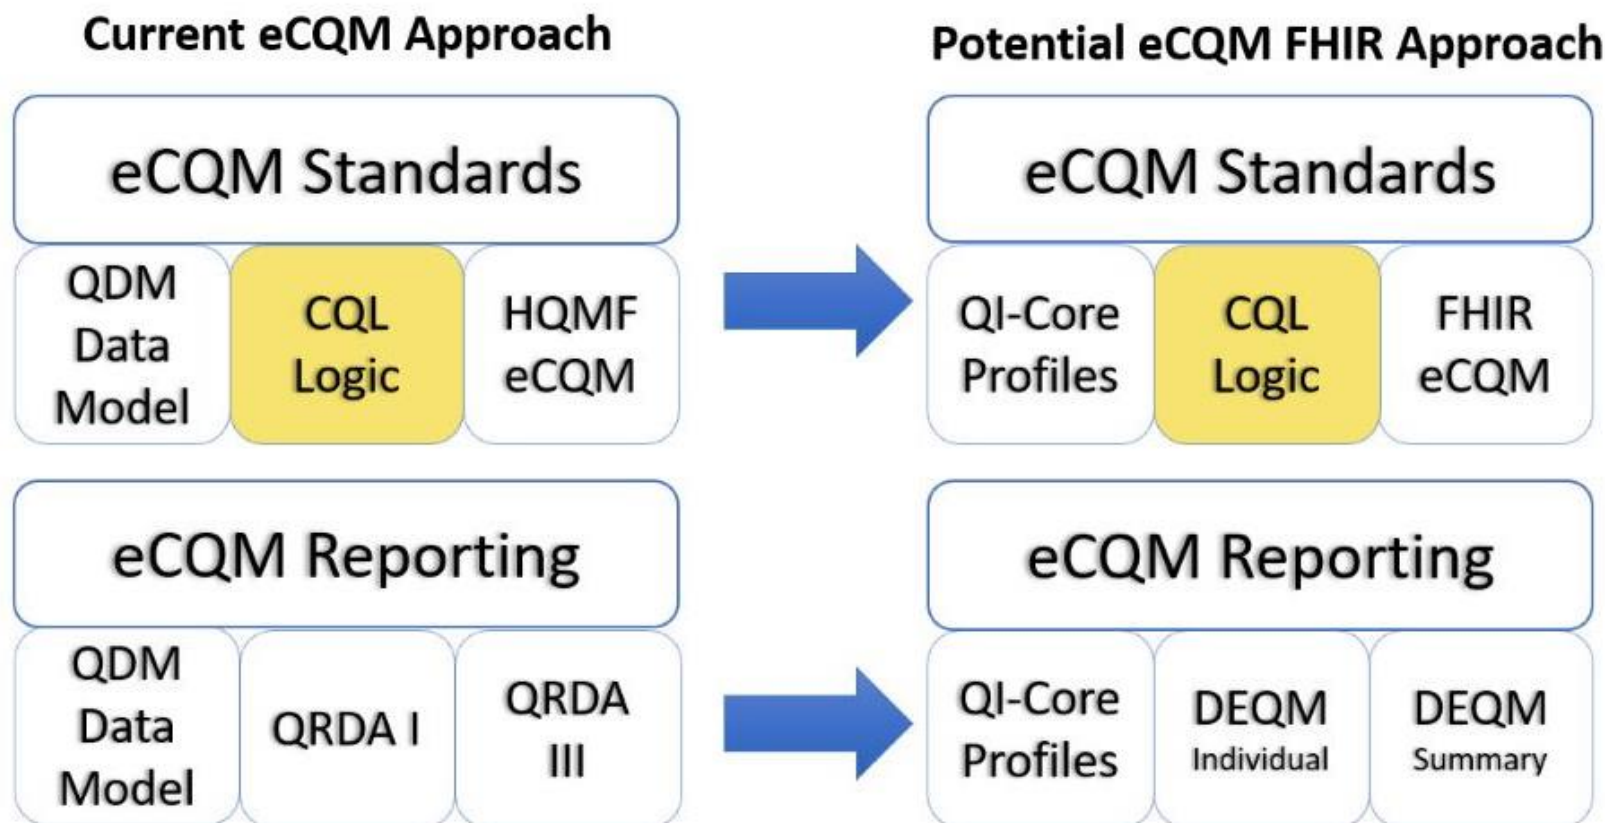 Current eCQM Approach
Potential eCQM FHIR Approach
eCQM Standards
QDM
Data
Model
CQL
Logic
HQMF
eCQM
eCQM Standards
QI-Core
Profiles
CQL
Logic
FHIR
eCQM
eCQM Reporting
QDM
Data
Model
QRDA I
QRDA
III
eCQM Reporting
QI-Core
Profiles
DEQM
Individual
DEQM
Summary